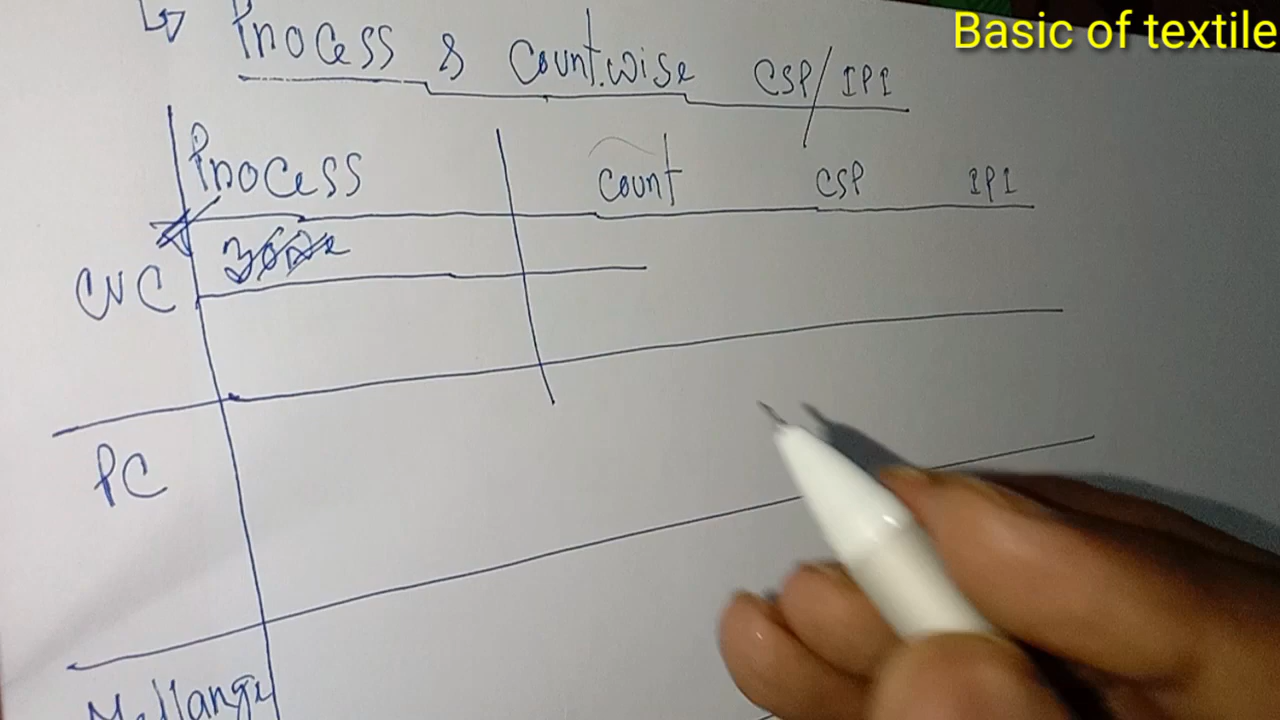 Basic of textile
↳ Process & Count.wise CSP/IPI
Process Count CSP IPI
CVC
PC
Mellange